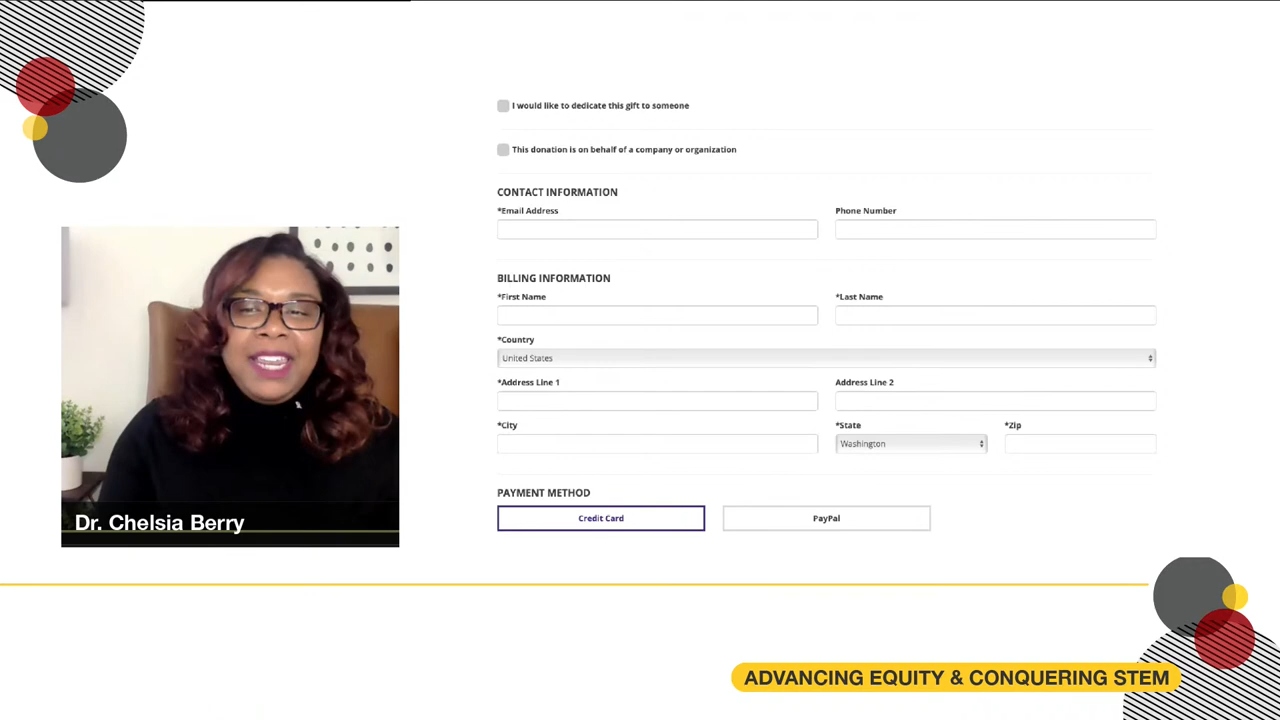 I would like to dedicate this gift to someone
This donation is on behalf of a company or organization
CONTACT INFORMATION
*Email Address Phone Number
BILLING INFORMATION
*First Name *Last Name
*Country
United States
*Address Line 1 Address Line 2
*City *State *Zip
Washington
PAYMENT METHOD
Credit Card PayPal
Dr. Chelsia Berry
ADVANCING EQUITY & CONQUERING STEM